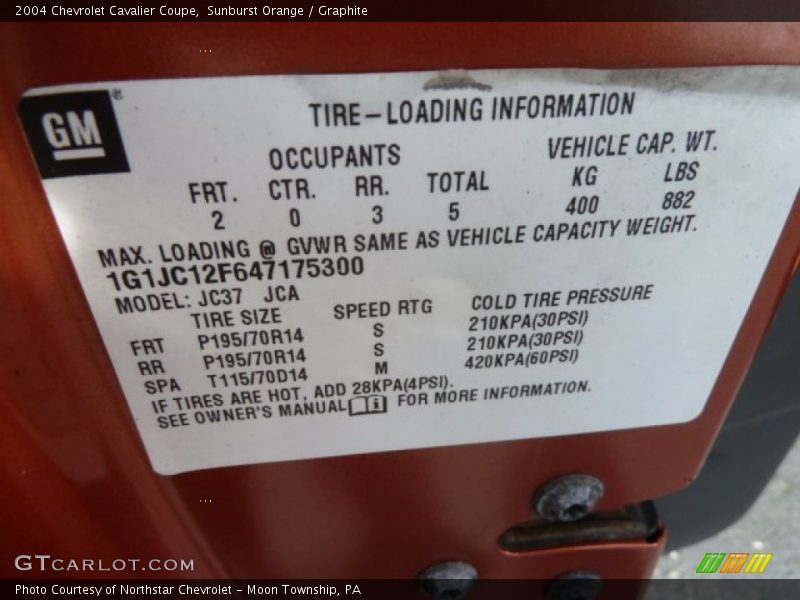 2004 Chevrolet Cavalier Coupe,  Sunburst Orange / Graphite
GM®
TIRE-LOADING INFORMATION
OCCUPANTS VEHICLE CAP. WT.
FRT. CTR. RR. TOTAL KG LBS
2 0 3 5 400 882
MAX. LOADING @ GVWR SAME AS VEHICLE CAPACITY WEIGHT.
1G1JC12F647175300
MODEL: JC37 JCA
TIRE SIZE SPEED RTG COLD TIRE PRESSURE
FRT P195/70R14 S 210KPA(30PSI)
RR P195/70R14 S 210KPA(30PSI)
SPA T115/70D14 M 420KPA(60PSI)
IF TIRES ARE HOT, ADD 28KPA(4PSI).
SEE OWNER'S MANUAL FOR MORE INFORMATION.
GTCARLOT.COM
Photo Courtesy of Northstar Chevrolet - Moon Township, PA